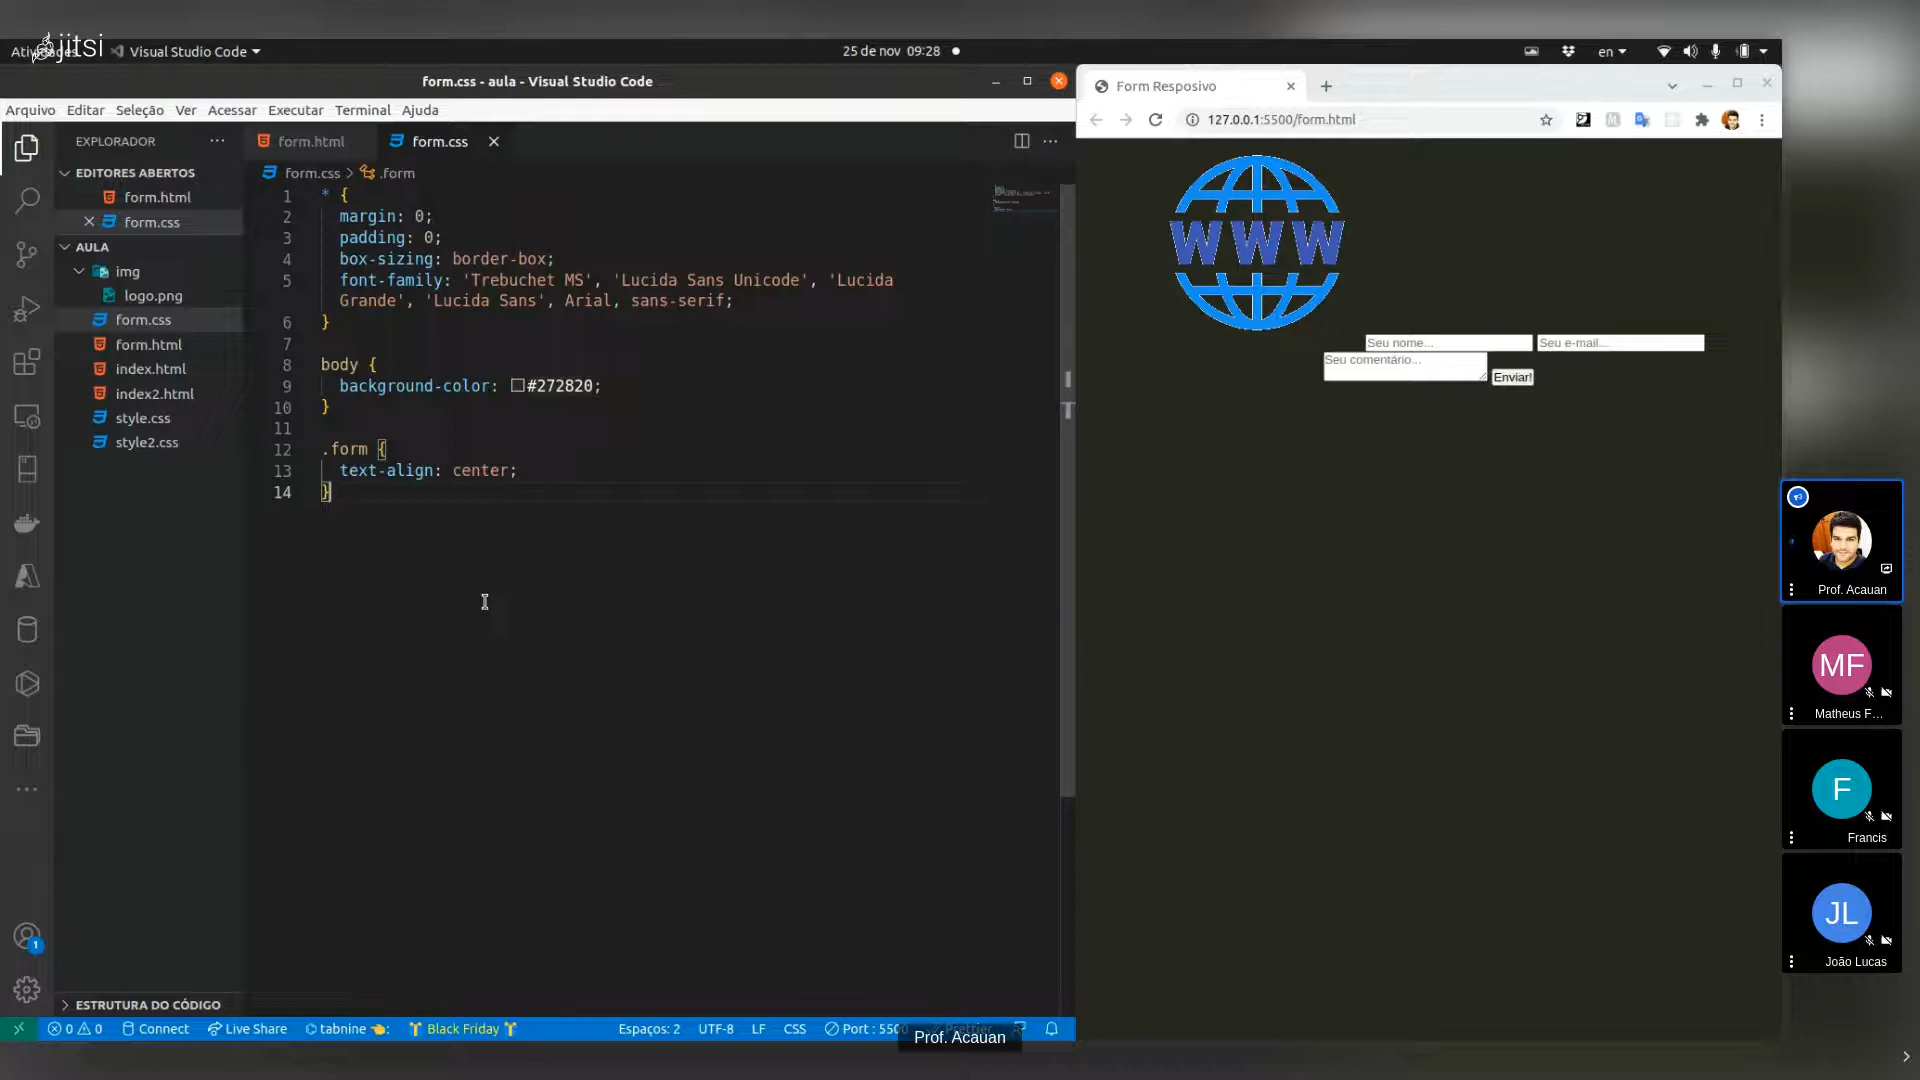 Atividades
jitsi
Visual Studio Code
25 de nov 09:28
en
form.css - aula - Visual Studio Code
Arquivo Editar Seleção Ver Acessar Executar Terminal Ajuda
EXPLORADOR
EDITORES ABERTOS
form.html
form.css
AULA
img
logo.png
form.css
form.html
index.html
index2.html
style.css
style2.css
ESTRUTURA DO CÓDIGO
form.html
form.css
form.css > .form
1 * {
2 margin: 0;
3 padding: 0;
4 box-sizing: border-box;
5 font-family: 'Trebuchet MS', 'Lucida Sans Unicode', 'Lucida
Grande', 'Lucida Sans', Arial, sans-serif;
6 }
7
8 body {
9 background-color: #272820;
10 }
11
12 .form {
13 text-align: center;
14 }
1
0 0 Connect Live Share tabnine : Black Friday Espaços: 2 UTF-8 LF CSS Port : 5500 Prettier
Form Resposivo
127.0.0.1:5500/form.html
WWW
Seu nome... Seu e-mail...
Seu comentário... Enviar!
Prof. Acauan
MF
Matheus F...
F
Francis
JL
João Lucas
Prof. Acauan